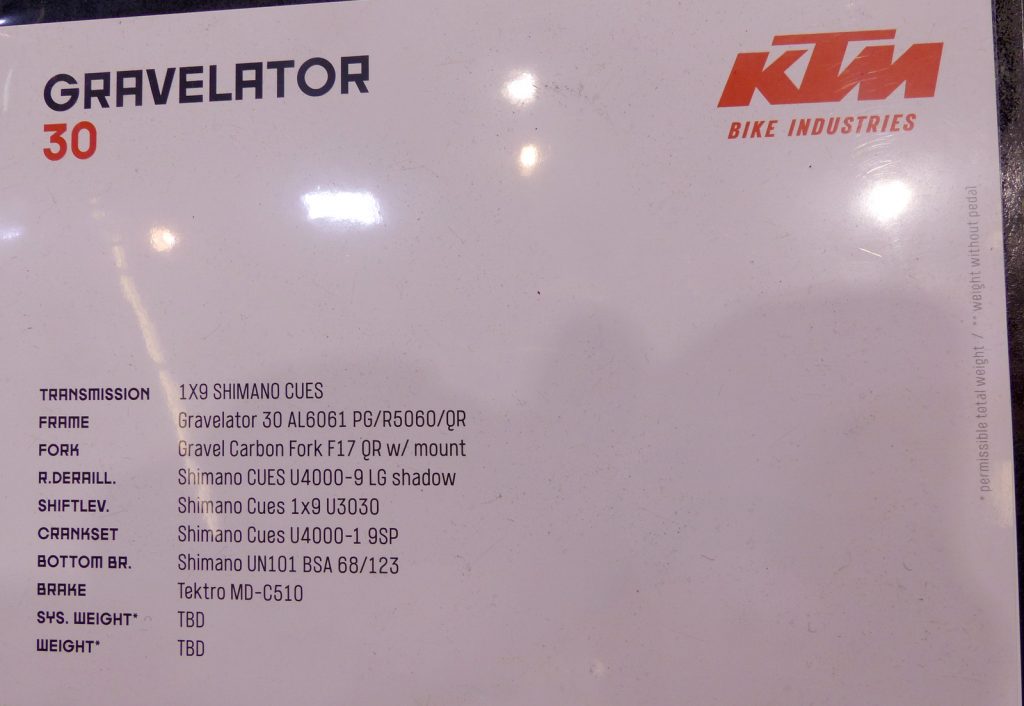 GRAVELATOR
30
KTM
BIKE INDUSTRIES
TRANSMISSION 1X9 SHIMANO CUES
FRAME Gravelator 30 AL6061 PG/R5060/QR
FORK Gravel Carbon Fork F17 QR w/ mount
R.DERAILL. Shimano CUES U4000-9 LG shadow
SHIFTLEV. Shimano Cues 1x9 U3030
CRANKSET Shimano Cues U4000-1 9SP
BOTTOM BR. Shimano UN101 BSA 68/123
BRAKE Tektro MD-C510
SYS. WEIGHT* TBD
WEIGHT* TBD
* permissible total weight / ** weight without pedal